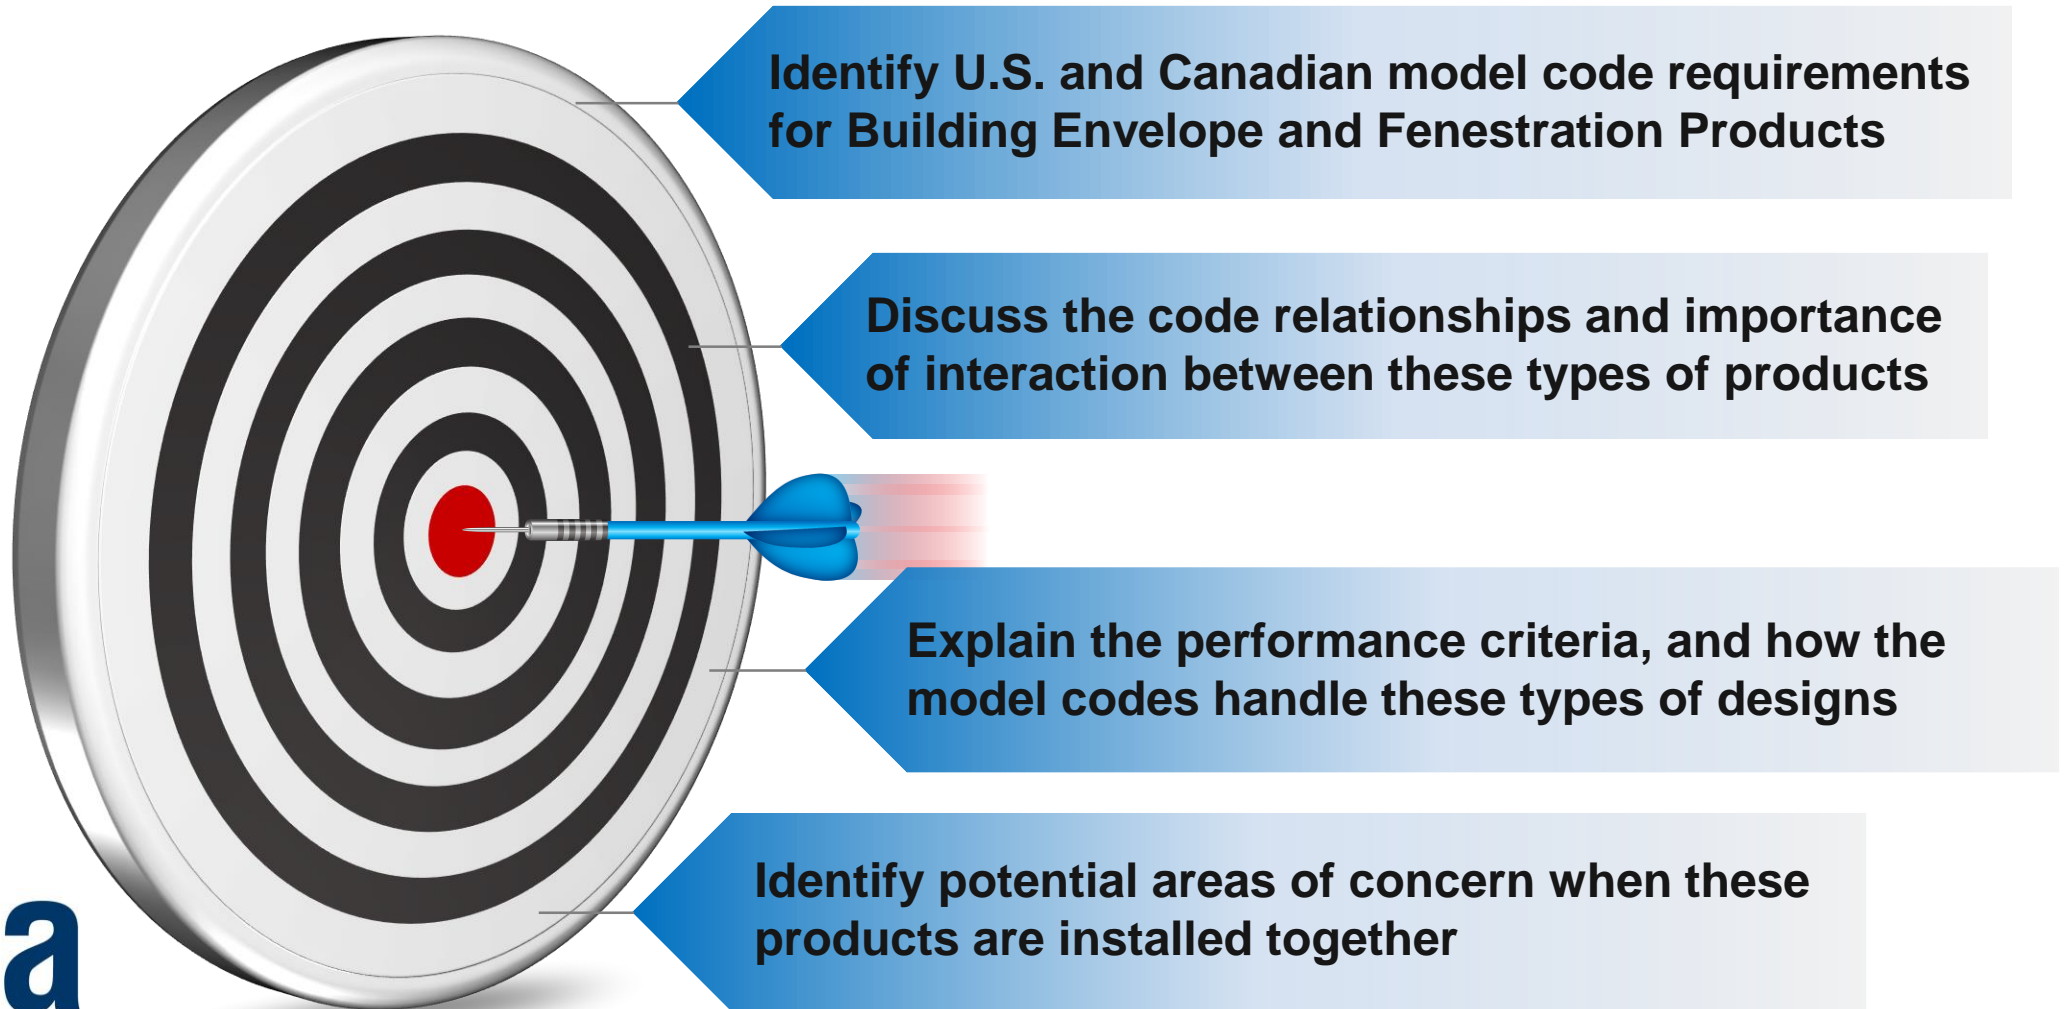 Identify U.S. and Canadian model code requirements
for Building Envelope and Fenestration Products
Discuss the code relationships and importance
of interaction between these types of products
Explain the performance criteria, and how the
model codes handle these types of designs
Identify potential areas of concern when these
products are installed together
a